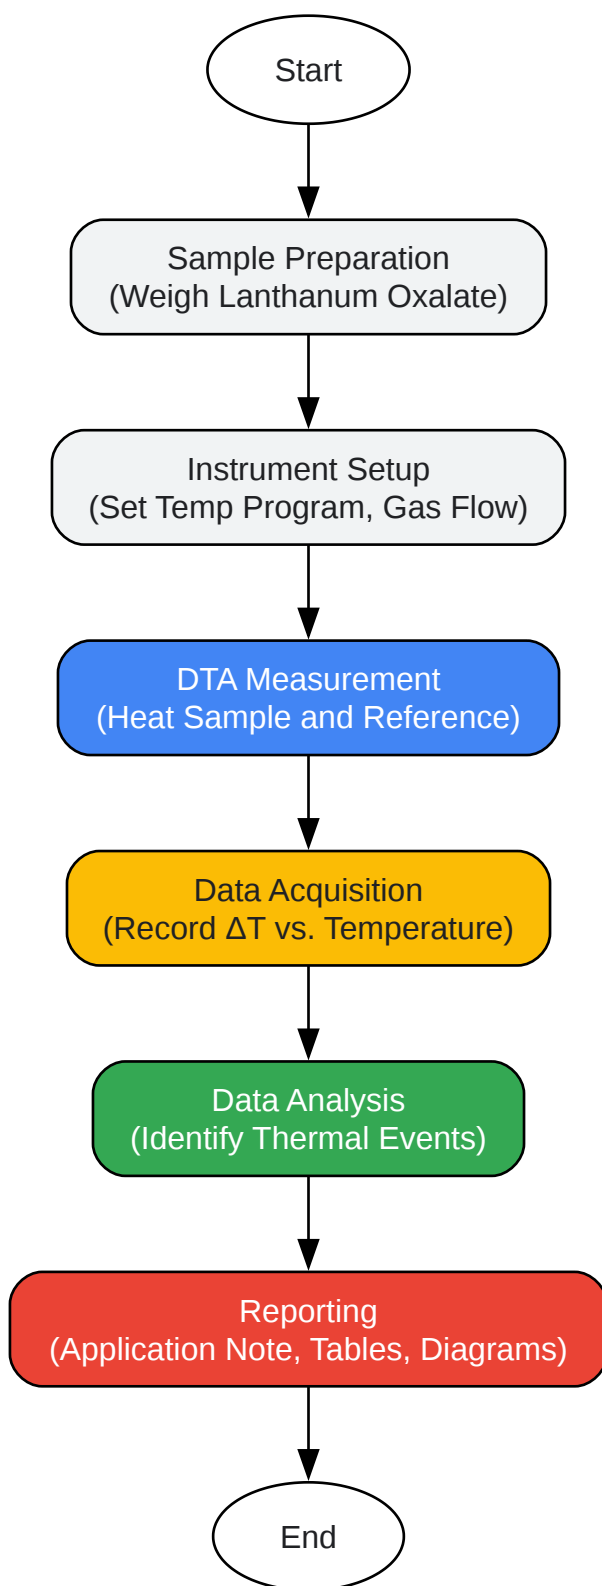 Start
Sample Preparation
(Weigh Lanthanum Oxalate)
Instrument Setup
(Set Temp Program, Gas Flow)
DTA Measurement
(Heat Sample and Reference)
Data Acquisition
(Record ΔT vs. Temperature)
Data Analysis
(Identify Thermal Events)
Reporting
(Application Note, Tables, Diagrams)
End